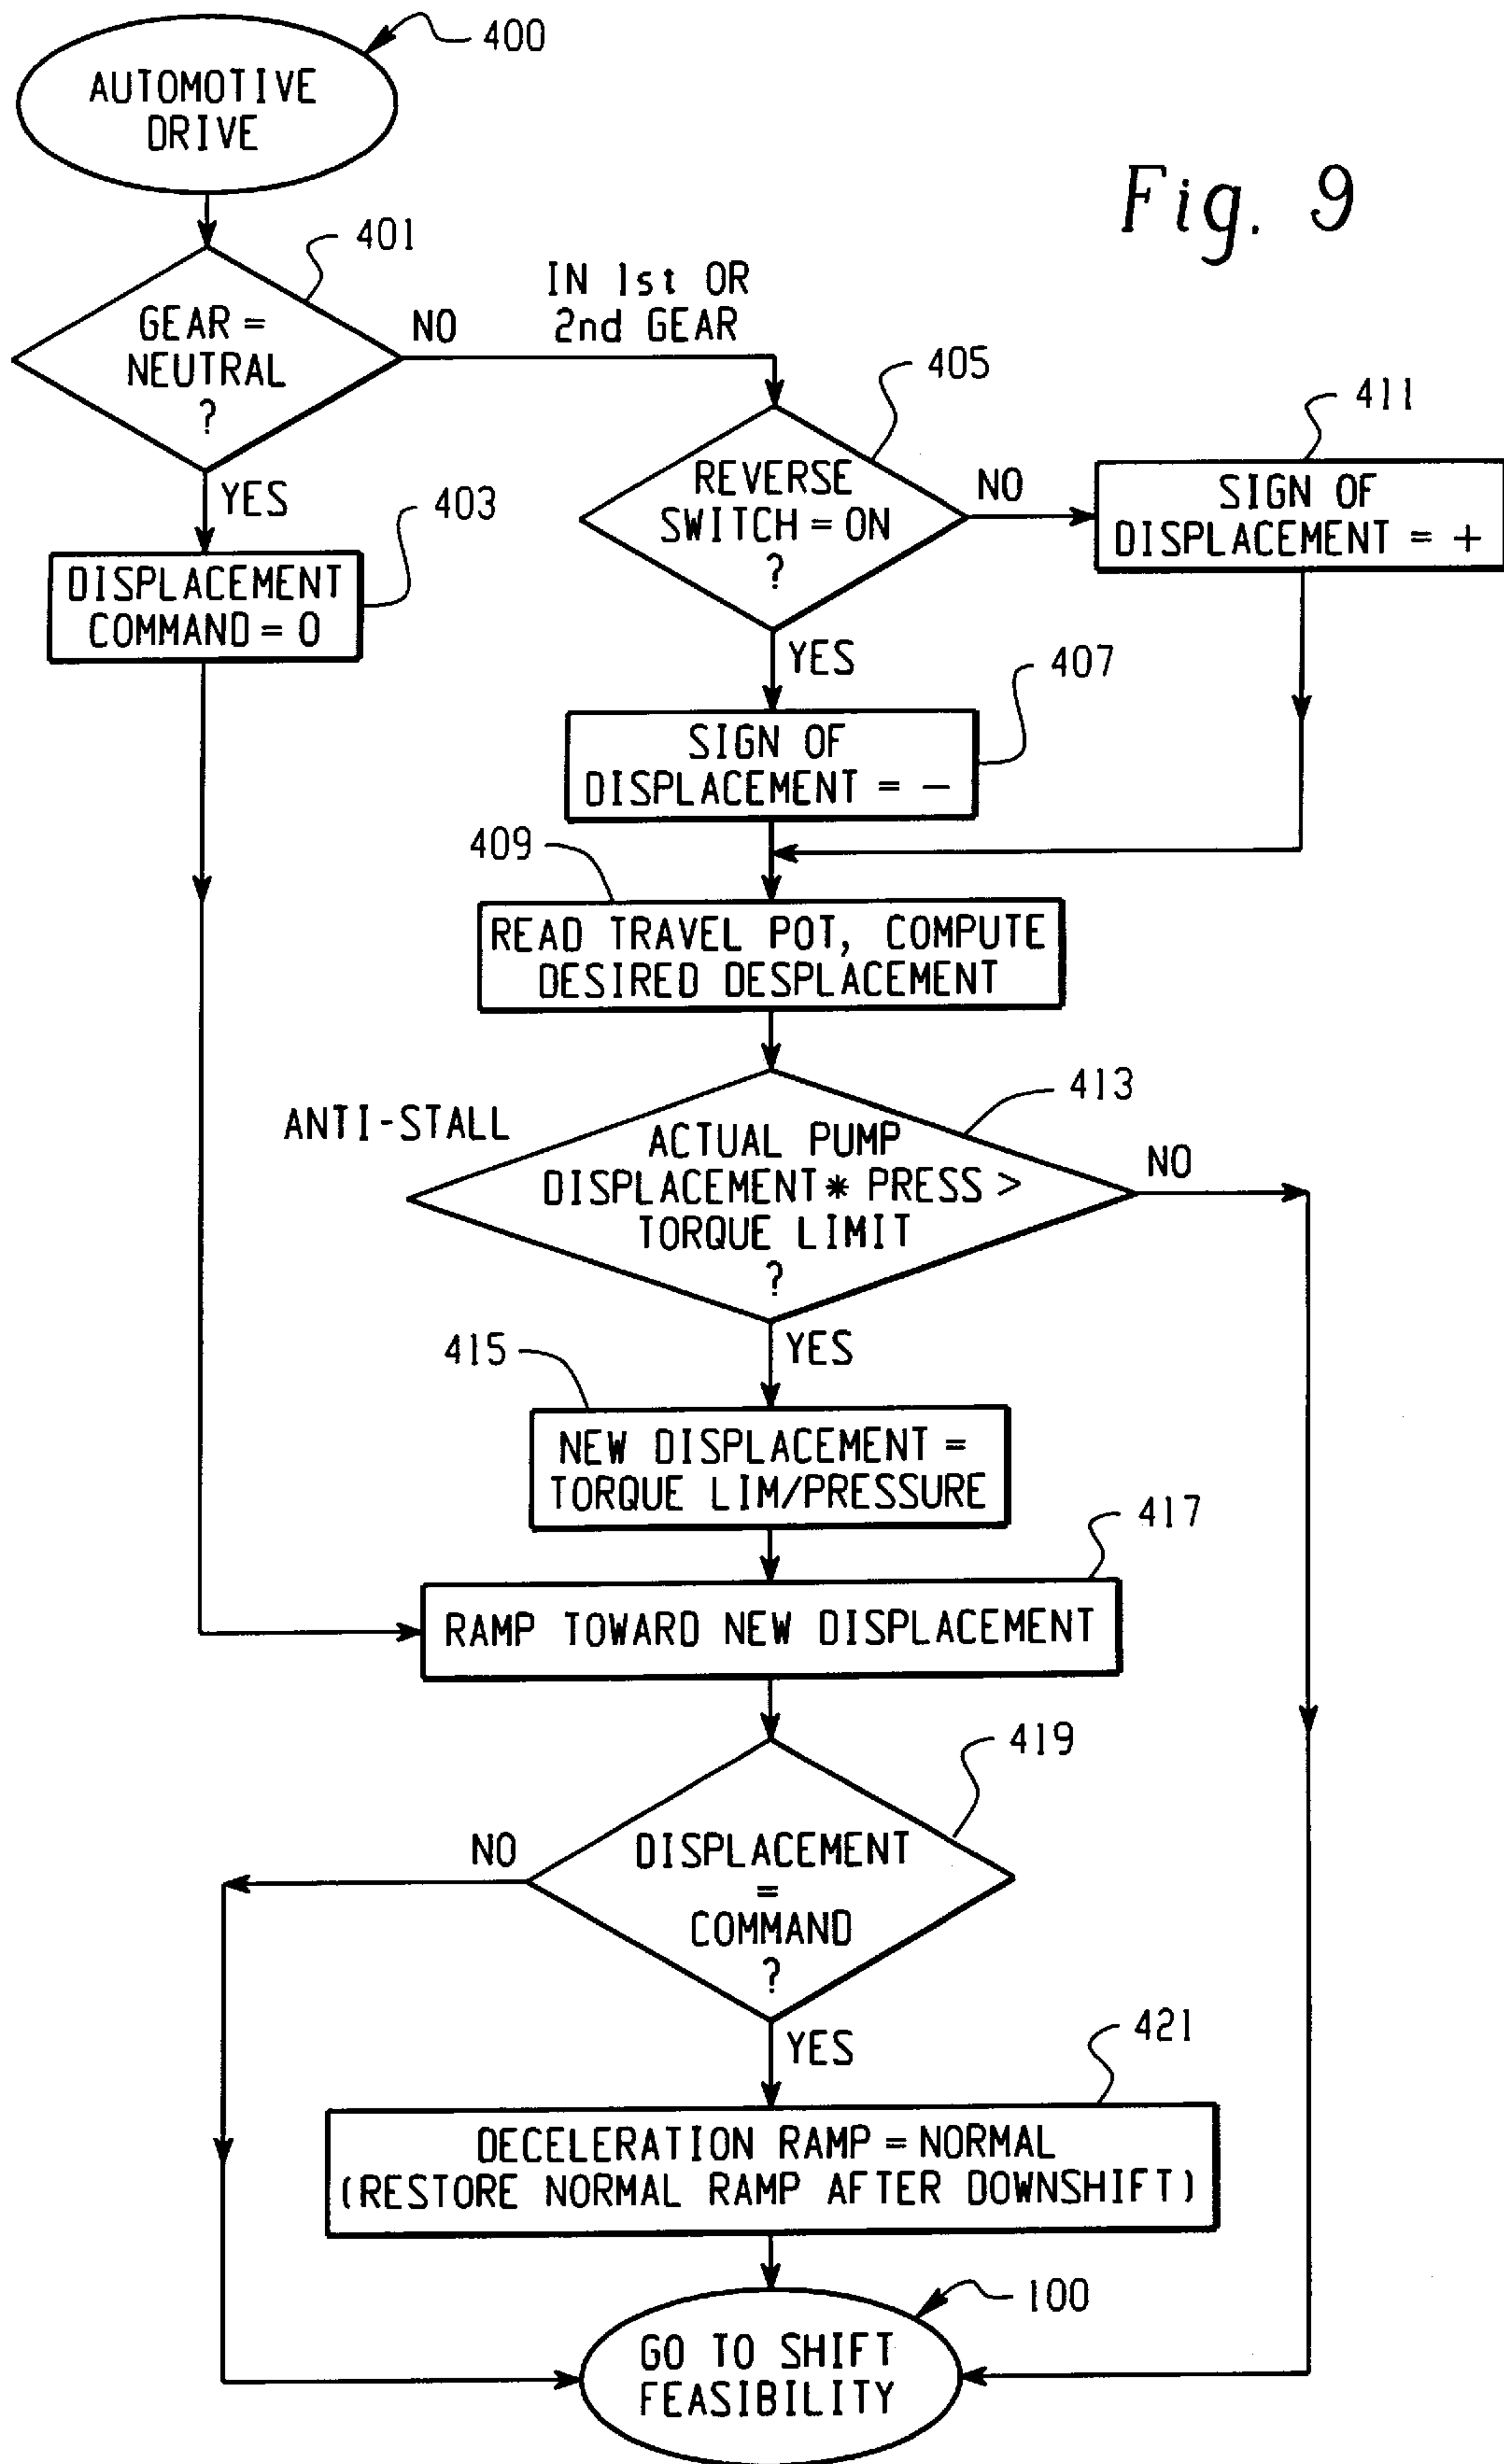 400
AUTOMOTIVE
DRIVE
Fig. 9
401
GEAR =
NEUTRAL
?
NO
IN 1st OR
2nd GEAR
YES
403
DISPLACEMENT
COMMAND = 0
405
REVERSE
SWITCH = ON
?
NO
411
SIGN OF
DISPLACEMENT = +
YES
407
SIGN OF
DISPLACEMENT = –
409
READ TRAVEL POT, COMPUTE
DESIRED DESPLACEMENT
ANTI-STALL
413
ACTUAL PUMP
DISPLACEMENT * PRESS >
TORQUE LIMIT
?
NO
YES
415
NEW DISPLACEMENT =
TORQUE LIM/PRESSURE
417
RAMP TOWARD NEW DISPLACEMENT
419
DISPLACEMENT
=
COMMAND
?
NO
YES
421
DECELERATION RAMP = NORMAL
(RESTORE NORMAL RAMP AFTER DOWNSHIFT)
100
GO TO SHIFT
FEASIBILITY